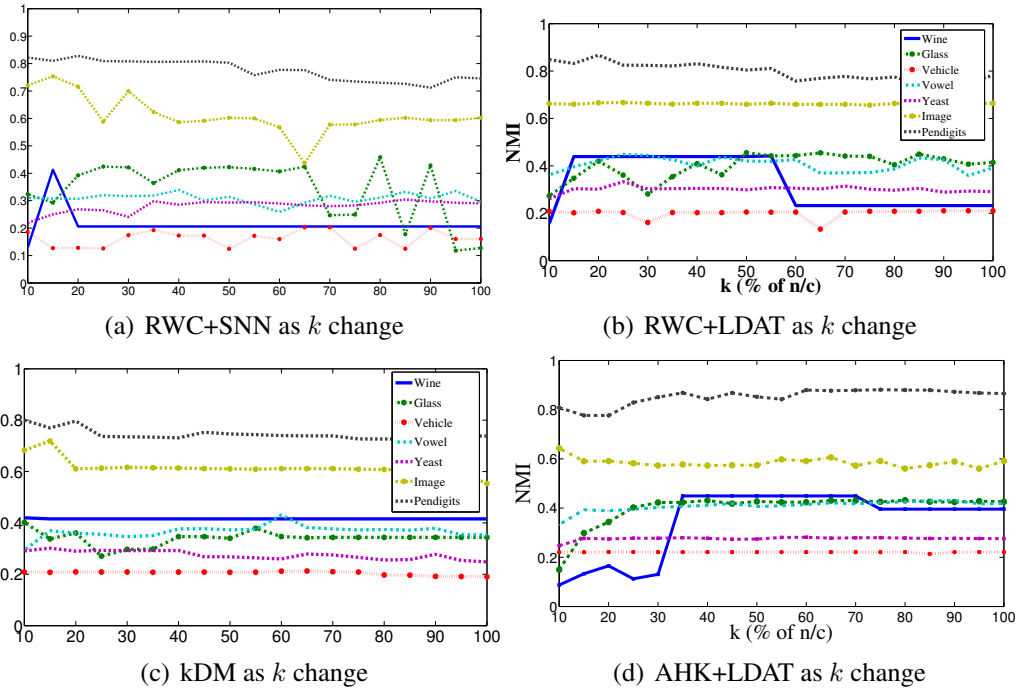 1
0.9
0.8
0.7
0.6
0.5
0.4
0.3
0.2
0.1
0
10 20 30 40 50 60 70 80 90 100
(a) RWC+SNN as k change
NMI
1
0.8
0.6
0.4
0.2
0
10 20 30 40 50 60 70 80 90 100
k (% of n/c)
Wine
Glass
Vehicle
Vowel
Yeast
Image
Pendigits
(b) RWC+LDAT as k change
1
0.8
0.6
0.4
0.2
0
10 20 30 40 50 60 70 80 90 100
Wine
Glass
Vehicle
Vowel
Yeast
Image
Pendigits
(c) kDM as k change
NMI
1
0.8
0.6
0.4
0.2
0
10 20 30 40 50 60 70 80 90 100
k (% of n/c)
(d) AHK+LDAT as k change